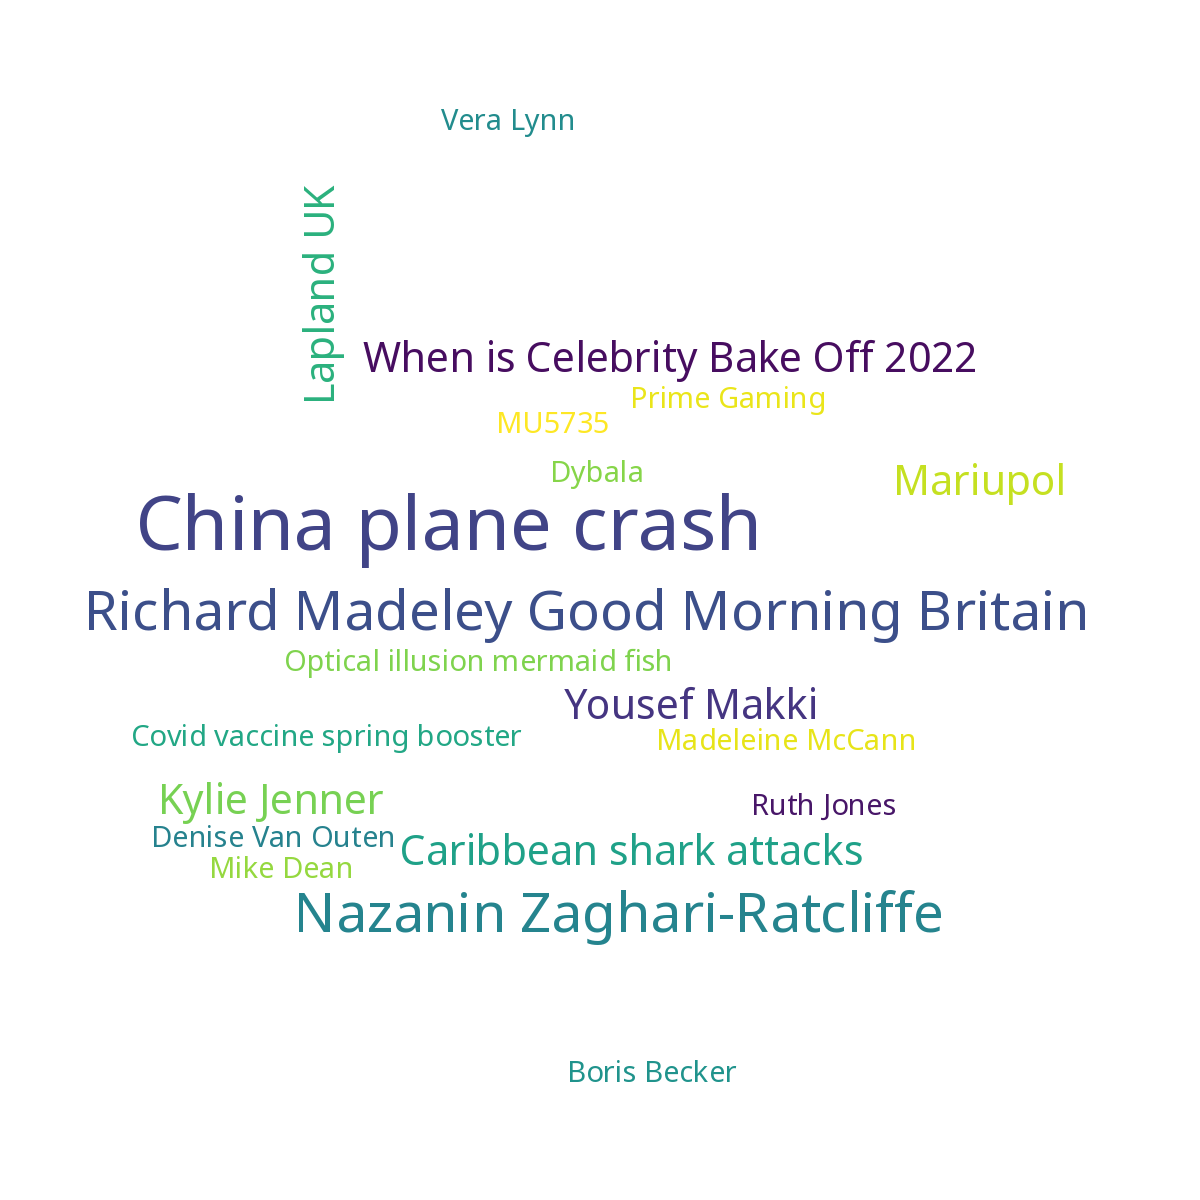 Vera Lynn
Lapland UK
When is Celebrity Bake Off 2022
Prime Gaming
MU5735
Dybala
Mariupol
China plane crash
Richard Madeley Good Morning Britain
Optical illusion mermaid fish
Yousef Makki
Covid vaccine spring booster
Madeleine McCann
Kylie Jenner
Ruth Jones
Denise Van Outen
Caribbean shark attacks
Mike Dean
Nazanin Zaghari-Ratcliffe
Boris Becker